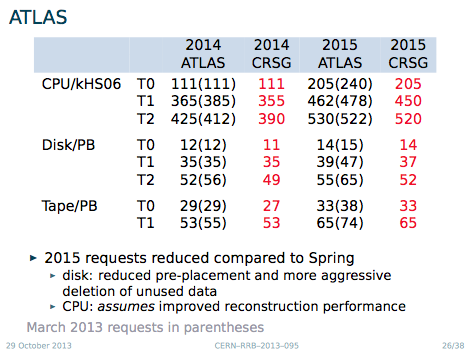 ATLAS
2014 2014 2015 2015
ATLAS CRSG ATLAS CRSG
CPU/kHS06 T0 111(111) 111 205(240) 205
T1 365(385) 355 462(478) 450
T2 425(412) 390 530(522) 520
Disk/PB T0 12(12) 11 14(15) 14
T1 35(35) 35 39(47) 37
T2 52(56) 49 55(65) 52
Tape/PB T0 29(29) 27 33(38) 33
T1 53(55) 53 65(74) 65
▸ 2015 requests reduced compared to Spring
▸ disk: reduced pre-placement and more aggressive
deletion of unused data
▸ CPU: assumes improved reconstruction performance
March 2013 requests in parentheses
29 October 2013 CERN–RRB–2013–095 26/38